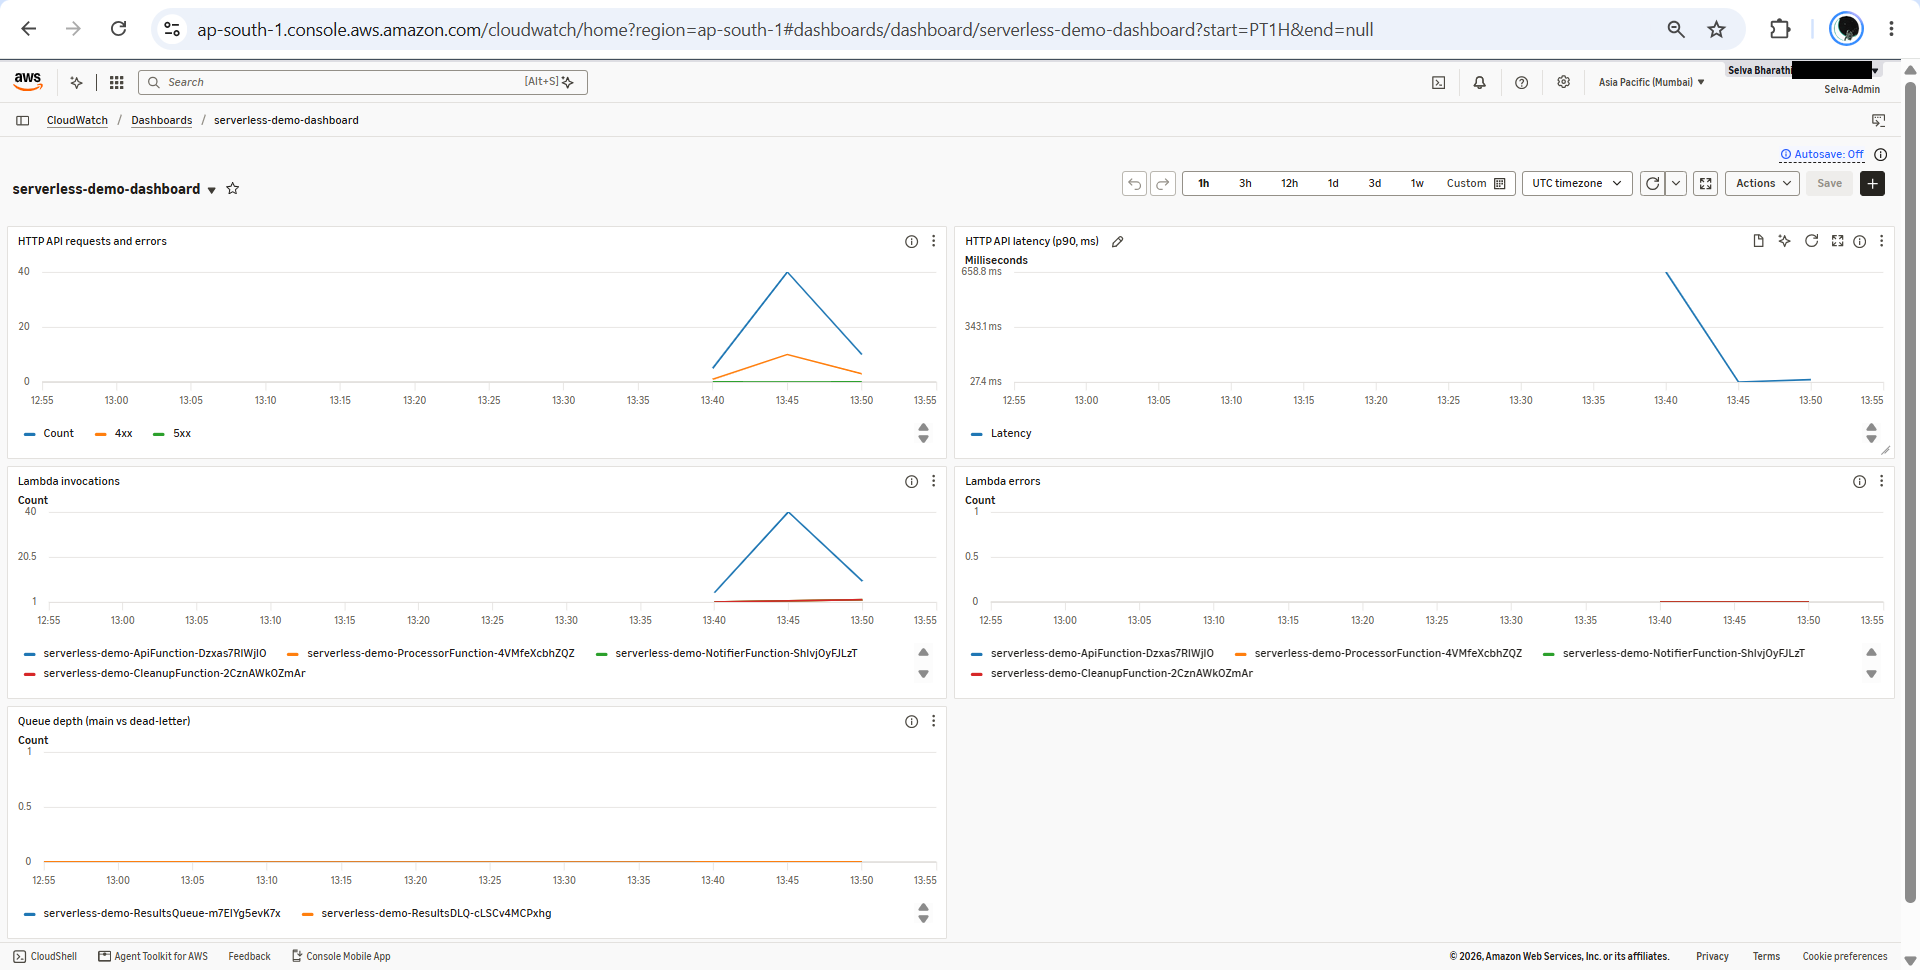 ap-south-1.console.aws.amazon.com/cloudwatch/home?region=ap-south-1#dashboards/dashboard/serverless-demo-dashboard?start=PT1H&end=null
aws
Search
[Alt+S]
Asia Pacific (Mumbai)
Selva Bharathi
Selva-Admin
CloudWatch / Dashboards / serverless-demo-dashboard
Autosave: Off
serverless-demo-dashboard
1h 3h 12h 1d 3d 1w Custom
UTC timezone
Actions
Save
HTTP API requests and errors
40
20
0
12:55 13:00 13:05 13:10 13:15 13:20 13:25 13:30 13:35 13:40 13:45 13:50 13:55
Count 4xx 5xx
HTTP API latency (p90, ms)
Milliseconds
658.8 ms
343.1 ms
27.4 ms
12:55 13:00 13:05 13:10 13:15 13:20 13:25 13:30 13:35 13:40 13:45 13:50 13:55
Latency
Lambda invocations
Count
40
20.5
1
12:55 13:00 13:05 13:10 13:15 13:20 13:25 13:30 13:35 13:40 13:45 13:50 13:55
serverless-demo-ApiFunction-Dzxas7RlWjlO serverless-demo-ProcessorFunction-4VMfeXcbhZQZ serverless-demo-NotifierFunction-ShIvjOyFJLzT
serverless-demo-CleanupFunction-2CznAWkOZmAr
Lambda errors
Count
1
0.5
0
12:55 13:00 13:05 13:10 13:15 13:20 13:25 13:30 13:35 13:40 13:45 13:50 13:55
serverless-demo-ApiFunction-Dzxas7RlWjlO serverless-demo-ProcessorFunction-4VMfeXcbhZQZ serverless-demo-NotifierFunction-ShIvjOyFJLzT
serverless-demo-CleanupFunction-2CznAWkOZmAr
Queue depth (main vs dead-letter)
Count
1
0.5
0
12:55 13:00 13:05 13:10 13:15 13:20 13:25 13:30 13:35 13:40 13:45 13:50 13:55
serverless-demo-ResultsQueue-m7EIYg5evK7x serverless-demo-ResultsDLQ-cLSCv4MCPxhg
CloudShell Agent Toolkit for AWS Feedback Console Mobile App
© 2026, Amazon Web Services, Inc. or its affiliates. Privacy Terms Cookie preferences